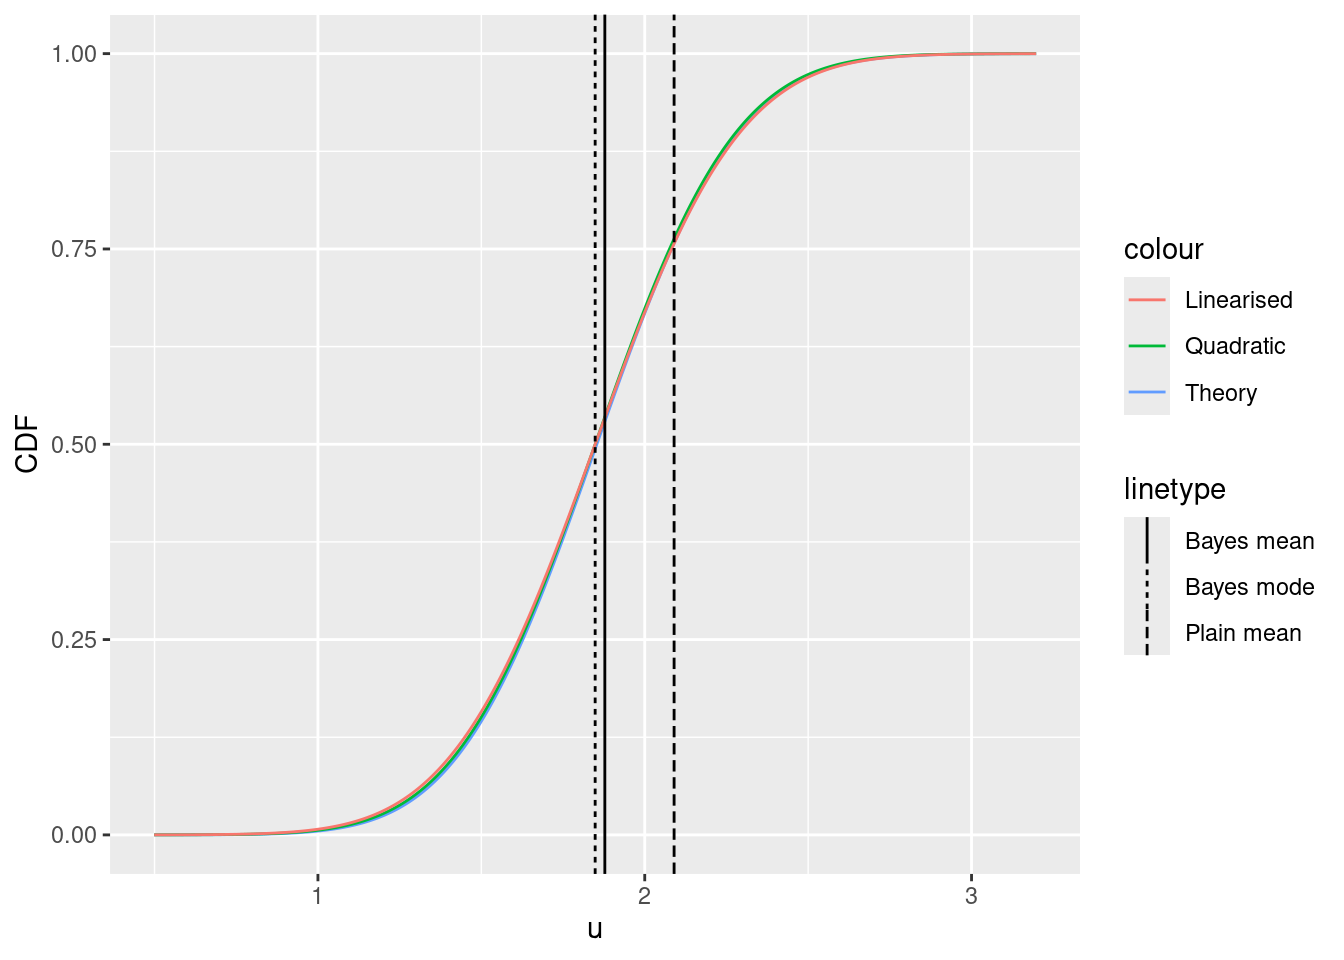 1.00
0.75
0.50
0.25
0.00
CDF
1 2 3
u
colour
Linearised
Quadratic
Theory
linetype
Bayes mean
Bayes mode
Plain mean